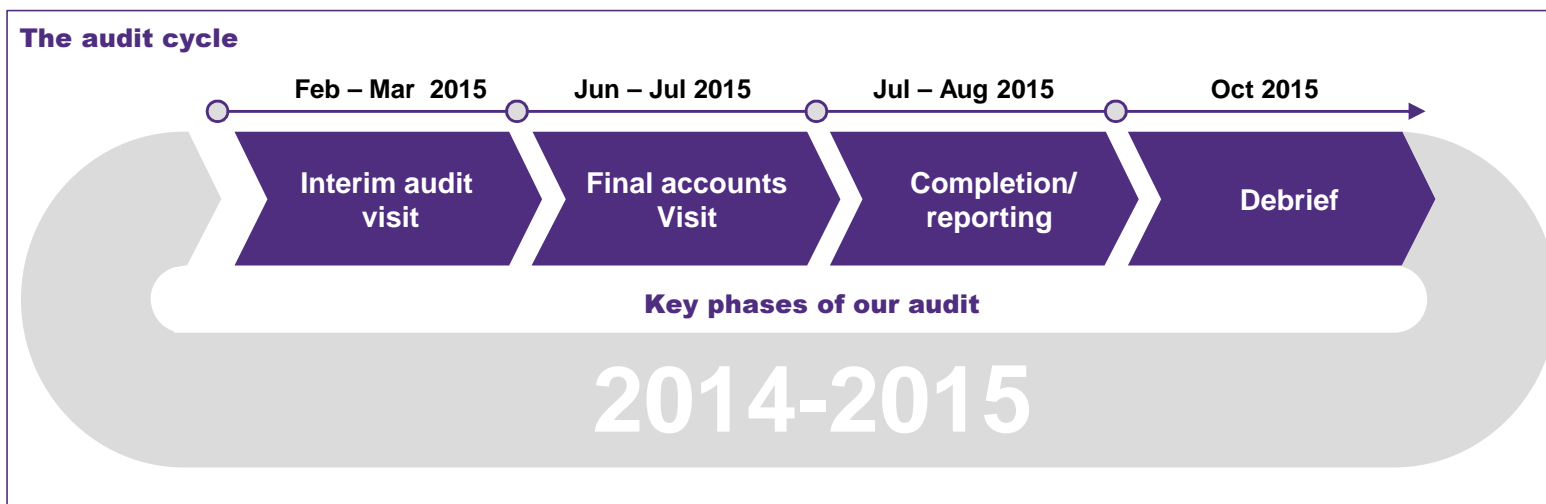 The audit cycle
Feb – Mar 2015
Jun – Jul 2015
Jul – Aug 2015
Oct 2015
Interim audit
visit
Final accounts
Visit
Completion/
reporting
Debrief
Key phases of our audit
2014-2015